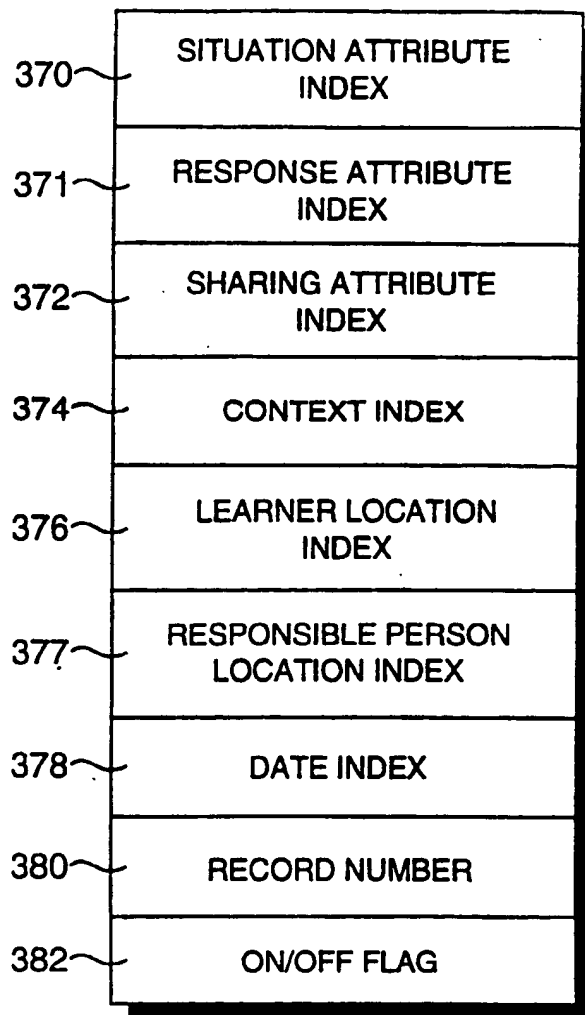 370 SITUATION ATTRIBUTE
INDEX
371 RESPONSE ATTRIBUTE
INDEX
372 SHARING ATTRIBUTE
INDEX
374 CONTEXT INDEX
376 LEARNER LOCATION
INDEX
377 RESPONSIBLE PERSON
LOCATION INDEX
378 DATE INDEX
380 RECORD NUMBER
382 ON/OFF FLAG